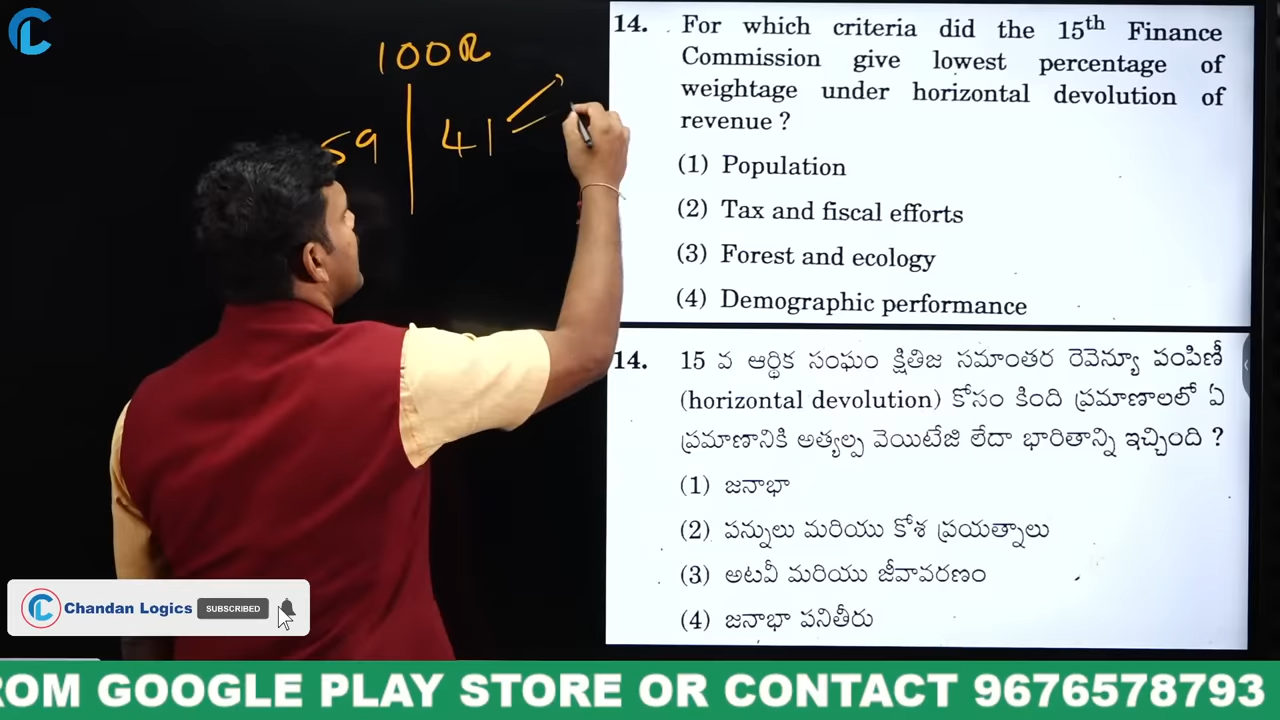 100R
59 | 41
14. For which criteria did the 15th Finance
Commission give lowest percentage of
weightage under horizontal devolution of
revenue ?
(1) Population
(2) Tax and fiscal efforts
(3) Forest and ecology
(4) Demographic performance
14. 15 వ ఆర్థిక సంఘం క్షితిజ సమాంతర రెవెన్యూ పంపిణీ
(horizontal devolution) కోసం కింది ప్రమాణాలలో ఏ
ప్రమాణానికి అత్యల్ప వెయిటేజి లేదా భారితాన్ని ఇచ్చింది ?
(1) జనాభా
(2) పన్నులు మరియు కోశ ప్రయత్నాలు
(3) అటవీ మరియు జీవావరణం
(4) జనాభా పనితీరు
Chandan Logics SUBSCRIBED
ROM GOOGLE PLAY STORE OR CONTACT 9676578793